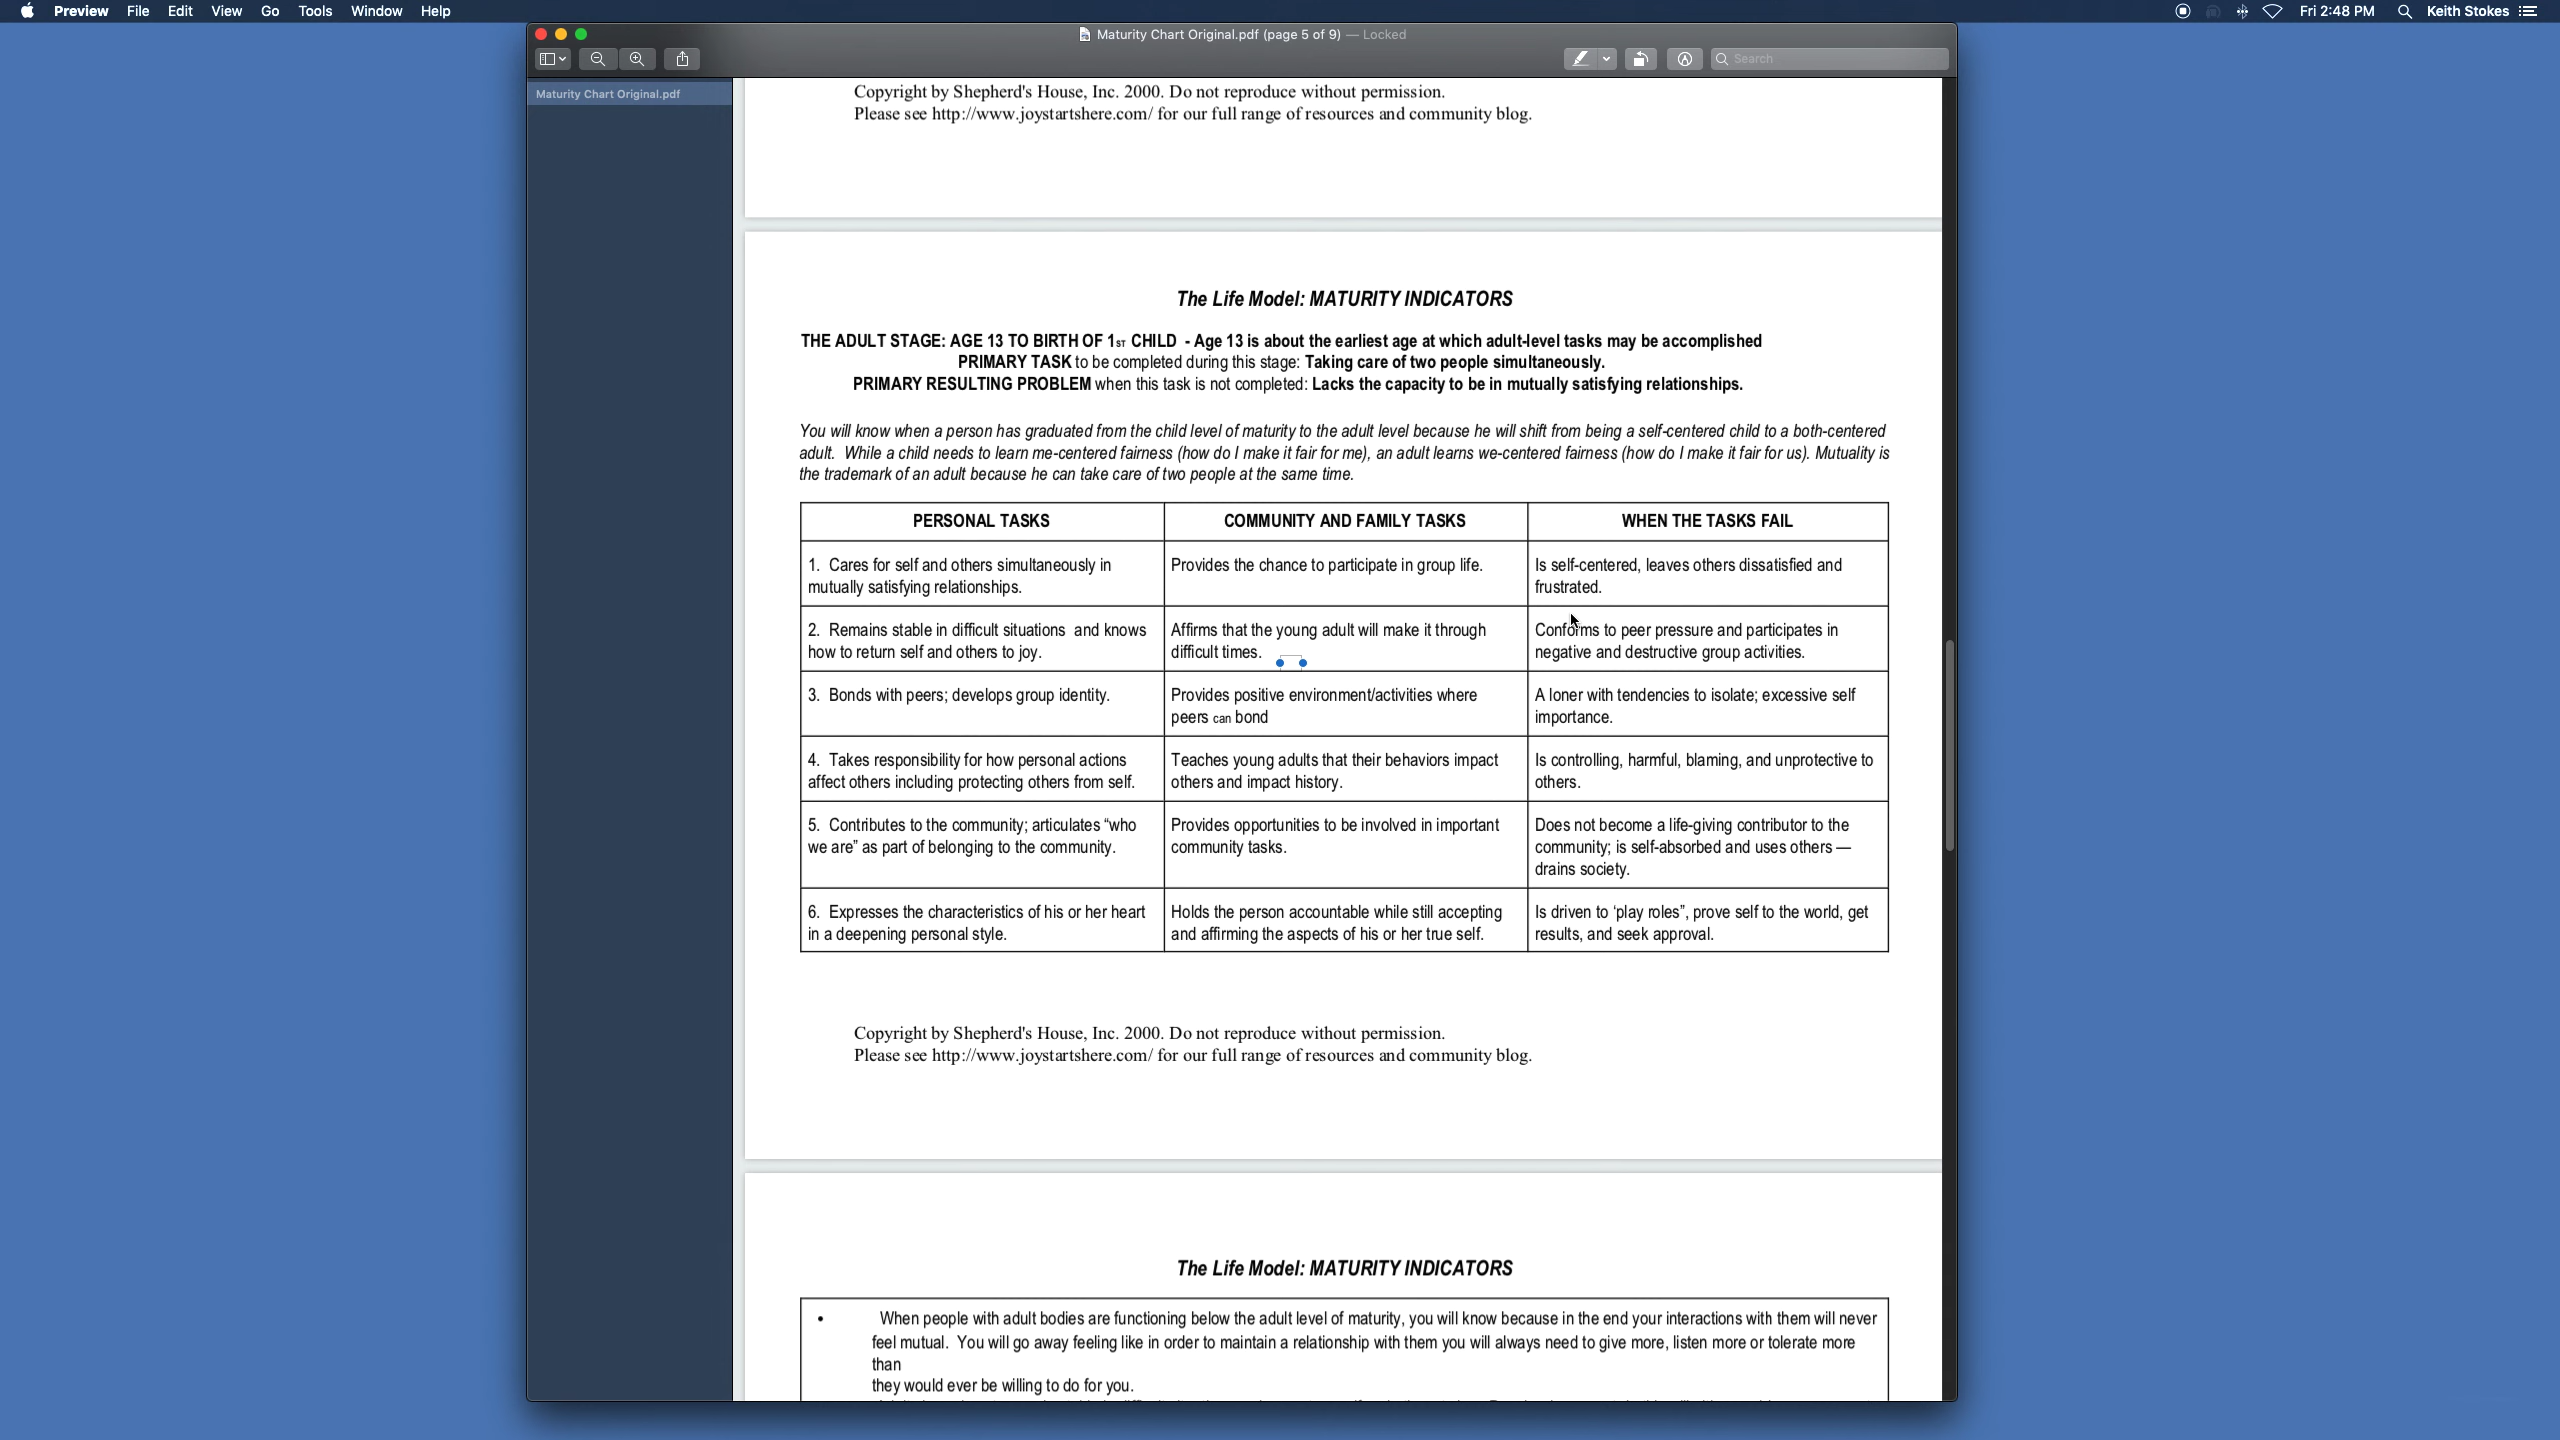 Preview File Edit View Go Tools Window Help
Fri 2:48 PM Keith Stokes
Maturity Chart Original.pdf (page 5 of 9) — Locked
Search
Maturity Chart Original.pdf
Copyright by Shepherd's House, Inc. 2000. Do not reproduce without permission.
Please see http://www.joystartshere.com/ for our full range of resources and community blog.
The Life Model: MATURITY INDICATORS
THE ADULT STAGE: AGE 13 TO BIRTH OF 1ST CHILD - Age 13 is about the earliest age at which adult-level tasks may be accomplished
PRIMARY TASK to be completed during this stage: Taking care of two people simultaneously.
PRIMARY RESULTING PROBLEM when this task is not completed: Lacks the capacity to be in mutually satisfying relationships.
You will know when a person has graduated from the child level of maturity to the adult level because he will shift from being a self-centered child to a both-centered
adult. While a child needs to learn me-centered fairness (how do I make it fair for me), an adult learns we-centered fairness (how do I make it fair for us). Mutuality is
the trademark of an adult because he can take care of two people at the same time.
PERSONAL TASKS
COMMUNITY AND FAMILY TASKS
WHEN THE TASKS FAIL
1. Cares for self and others simultaneously in
mutually satisfying relationships.
Provides the chance to participate in group life.
Is self-centered, leaves others dissatisfied and
frustrated.
2. Remains stable in difficult situations and knows
how to return self and others to joy.
Affirms that the young adult will make it through
difficult times.
Conforms to peer pressure and participates in
negative and destructive group activities.
3. Bonds with peers; develops group identity.
Provides positive environment/activities where
peers can bond
A loner with tendencies to isolate; excessive self
importance.
4. Takes responsibility for how personal actions
affect others including protecting others from self.
Teaches young adults that their behaviors impact
others and impact history.
Is controlling, harmful, blaming, and unprotective to
others.
5. Contributes to the community; articulates “who
we are” as part of belonging to the community.
Provides opportunities to be involved in important
community tasks.
Does not become a life-giving contributor to the
community; is self-absorbed and uses others —
drains society.
6. Expresses the characteristics of his or her heart
in a deepening personal style.
Holds the person accountable while still accepting
and affirming the aspects of his or her true self.
Is driven to ‘play roles”, prove self to the world, get
results, and seek approval.
Copyright by Shepherd's House, Inc. 2000. Do not reproduce without permission.
Please see http://www.joystartshere.com/ for our full range of resources and community blog.
The Life Model: MATURITY INDICATORS
• When people with adult bodies are functioning below the adult level of maturity, you will know because in the end your interactions with them will never
feel mutual. You will go away feeling like in order to maintain a relationship with them you will always need to give more, listen more or tolerate more
than
they would ever be willing to do for you.